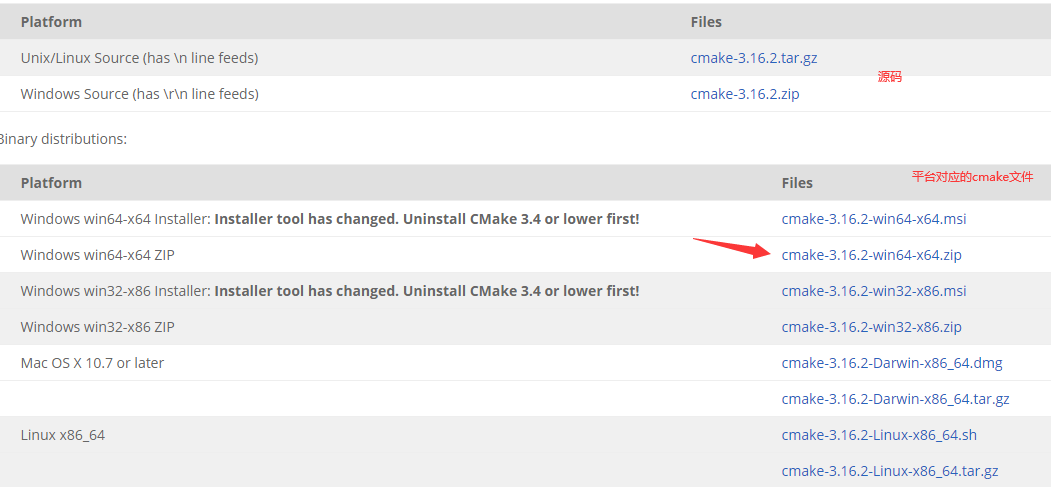 Platform Files
Unix/Linux Source (has \n line feeds) cmake-3.16.2.tar.gz
源码
Windows Source (has \r\n line feeds) cmake-3.16.2.zip
Binary distributions:
平台对应的cmake文件
Platform Files
Windows win64-x64 Installer: Installer tool has changed. Uninstall CMake 3.4 or lower first! cmake-3.16.2-win64-x64.msi
Windows win64-x64 ZIP cmake-3.16.2-win64-x64.zip
Windows win32-x86 Installer: Installer tool has changed. Uninstall CMake 3.4 or lower first! cmake-3.16.2-win32-x86.msi
Windows win32-x86 ZIP cmake-3.16.2-win32-x86.zip
Mac OS X 10.7 or later cmake-3.16.2-Darwin-x86_64.dmg
cmake-3.16.2-Darwin-x86_64.tar.gz
Linux x86_64 cmake-3.16.2-Linux-x86_64.sh
cmake-3.16.2-Linux-x86_64.tar.gz